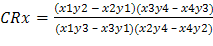 CRx = (x1y2 − x2y1)(x3y4 − x4y3) / (x1y3 − x3y1)(x2y4 − x4y2)